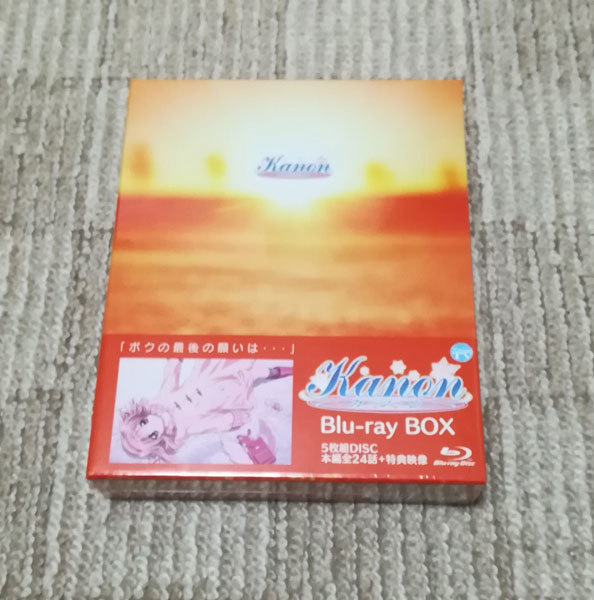 Kanon
「ボクの最後の願いは・・・」
Kanon
Blu-ray BOX
5枚組DISC
本編全24話+特典映像
Blu-ray Disc